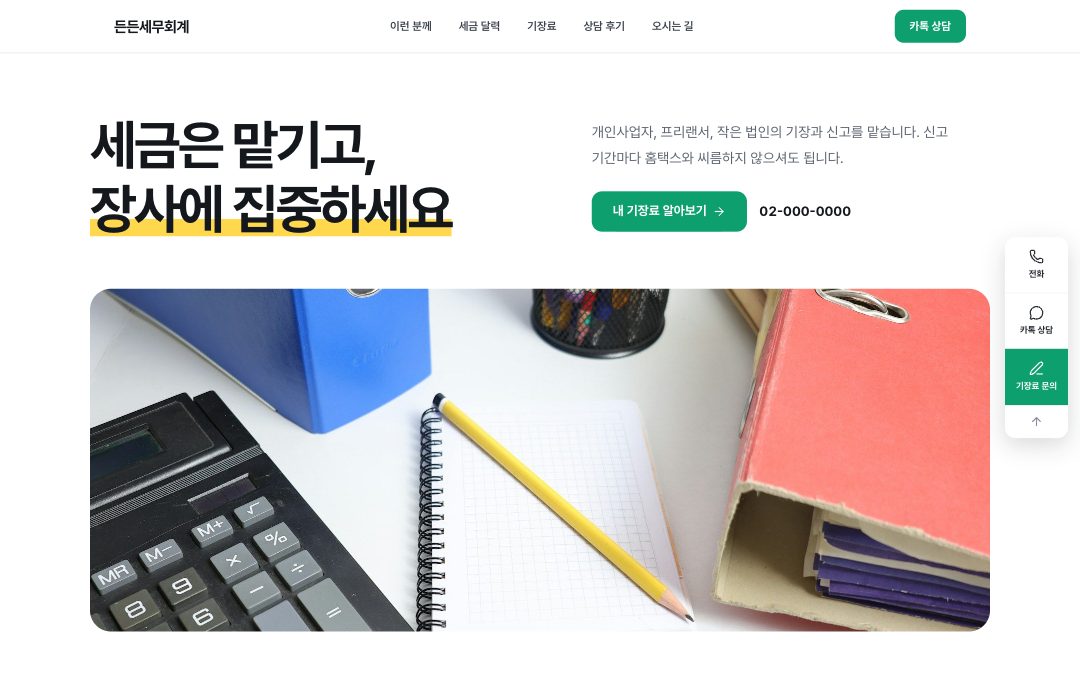 든든세무회계
이런 분께
세금 달력
기장료
상담 후기
오시는 길
카톡 상담
세금은 맡기고,
장사에 집중하세요
개인사업자, 프리랜서, 작은 법인의 기장과 신고를 맡습니다. 신고
기간마다 홈택스와 씨름하지 않으셔도 됩니다.
내 기장료 알아보기 →
02-000-0000
전화
카톡 상담
기장료 문의
MR
M−
M+
√
8
9
×
%
6
−
÷
=